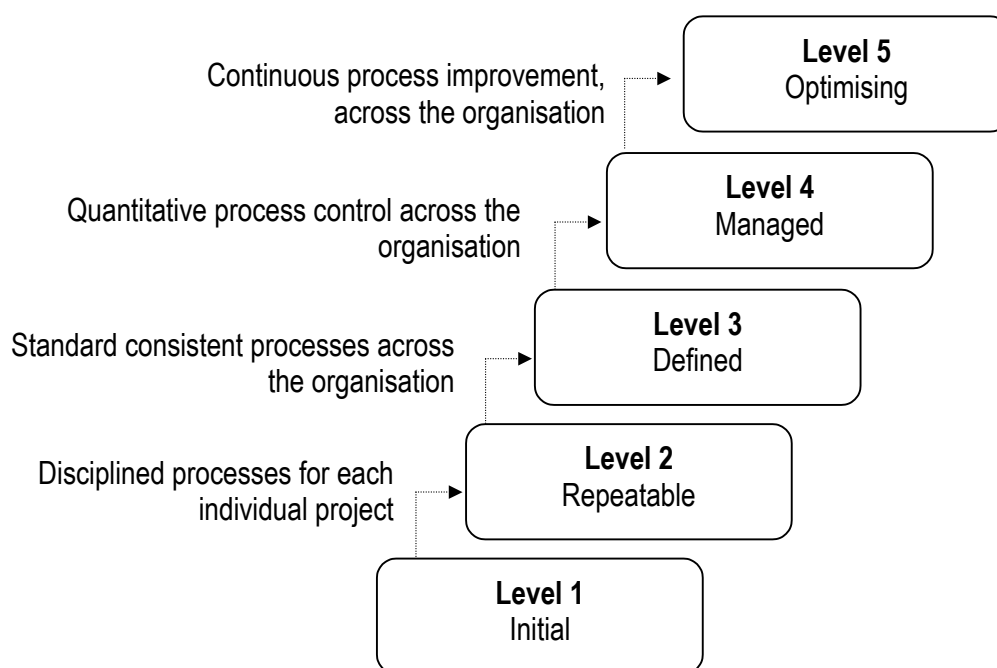 Level 5
Optimising
Continuous process improvement,
across the organisation
Level 4
Managed
Quantitative process control across the
organisation
Level 3
Defined
Standard consistent processes across
the organisation
Level 2
Repeatable
Disciplined processes for each
individual project
Level 1
Initial